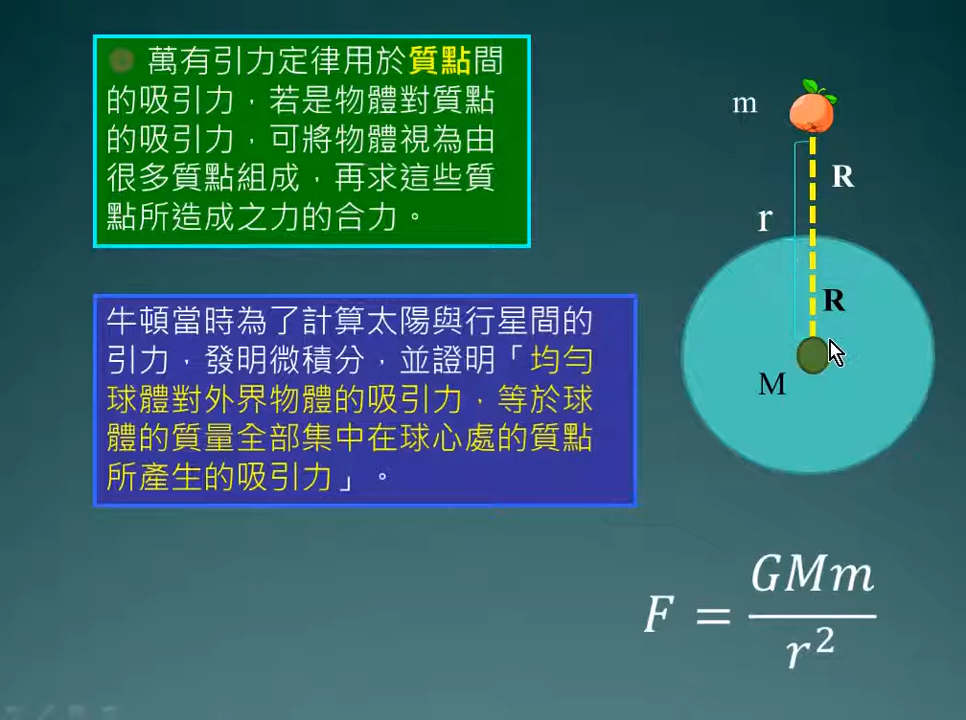 萬有引力定律用於質點間
的吸引力，若是物體對質點
的吸引力，可將物體視為由
很多質點組成，再求這些質
點所造成之力的合力。
牛頓當時為了計算太陽與行星間的
引力，發明微積分，並證明「均勻
球體對外界物體的吸引力，等於球
體的質量全部集中在球心處的質點
所產生的吸引力」。
m
R
r
R
M
F = GMm / r²